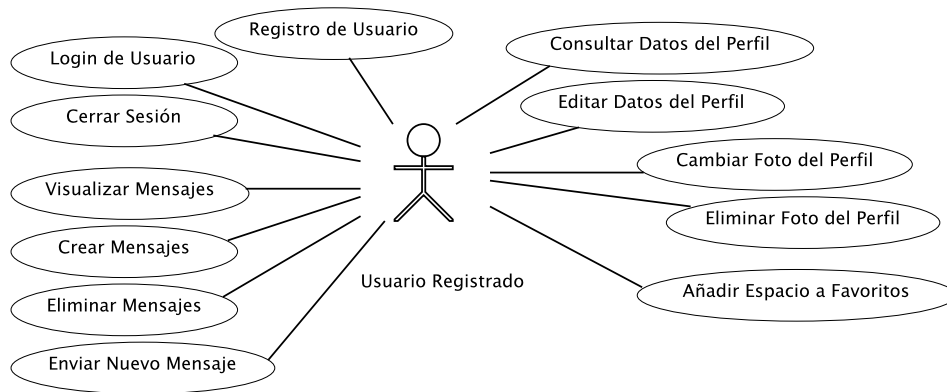 Registro de Usuario
Consultar Datos del Perfil
Login de Usuario
Editar Datos del Perfil
Cerrar Sesión
Cambiar Foto del Perfil
Visualizar Mensajes
Eliminar Foto del Perfil
Crear Mensajes
Usuario Registrado
Añadir Espacio a Favoritos
Eliminar Mensajes
Enviar Nuevo Mensaje